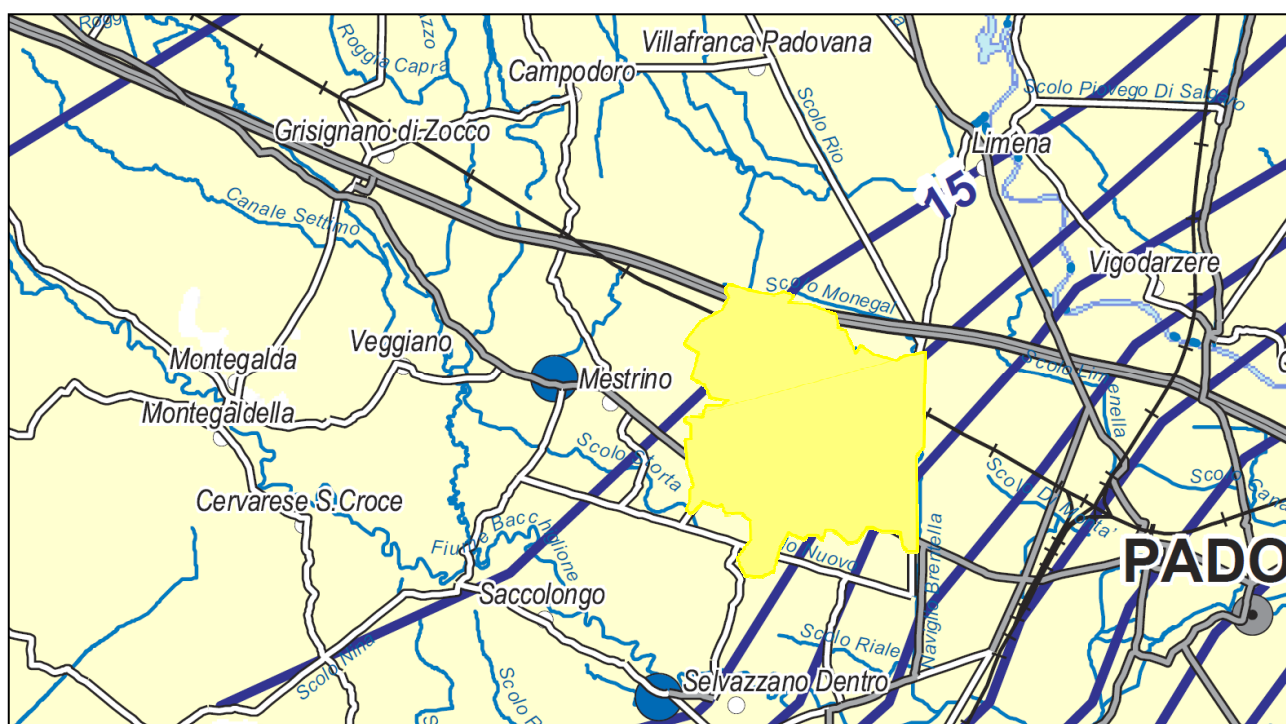 Villafranca Padovana
Roggia Capra
Campodoro
Scolo Piovego Di Salgaro
Scolo Rio
Grisignano di Zocco
Limena
15
Canale Settimo
Vigodarzere
Scolo Monegal
Veggiano
Montegalda
Mestrino
Montegaldella
Scolo Storta
Cervarese S.Croce
Fiume Bacchiglione
PADO
Saccolongo
Naviglio Brentella
Scolo Riale
Scolo Nina
Selvazzano Dentro